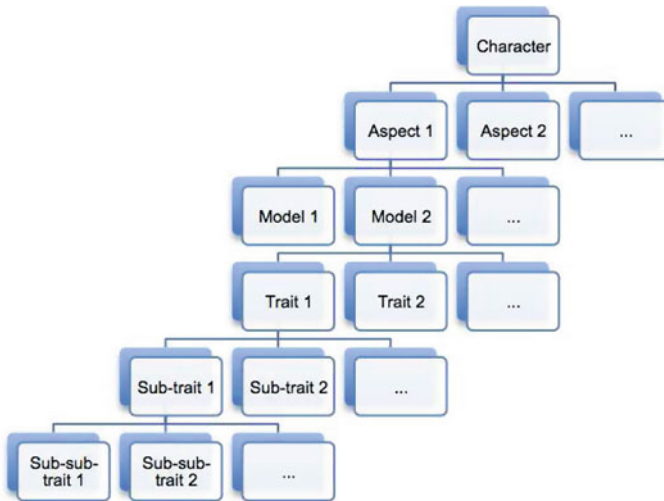 Character
Aspect 1
Aspect 2
...
Model 1
Model 2
...
Trait 1
Trait 2
...
Sub-trait 1
Sub-trait 2
...
Sub-sub-
trait 1
Sub-sub-
trait 2
...